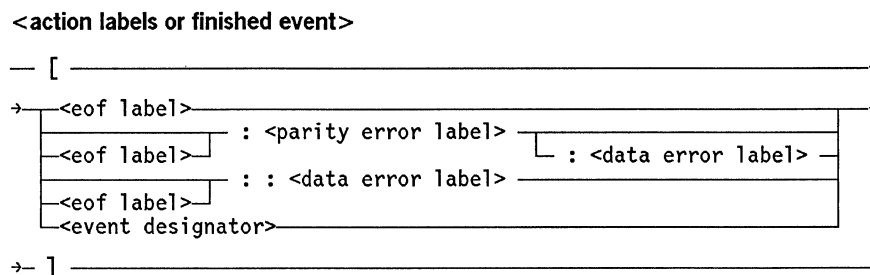 <action labels or finished event>
[
<eof label>
: <parity error label>
<eof label> : <data error label>
: : <data error label>
<eof label>
<event designator>
]